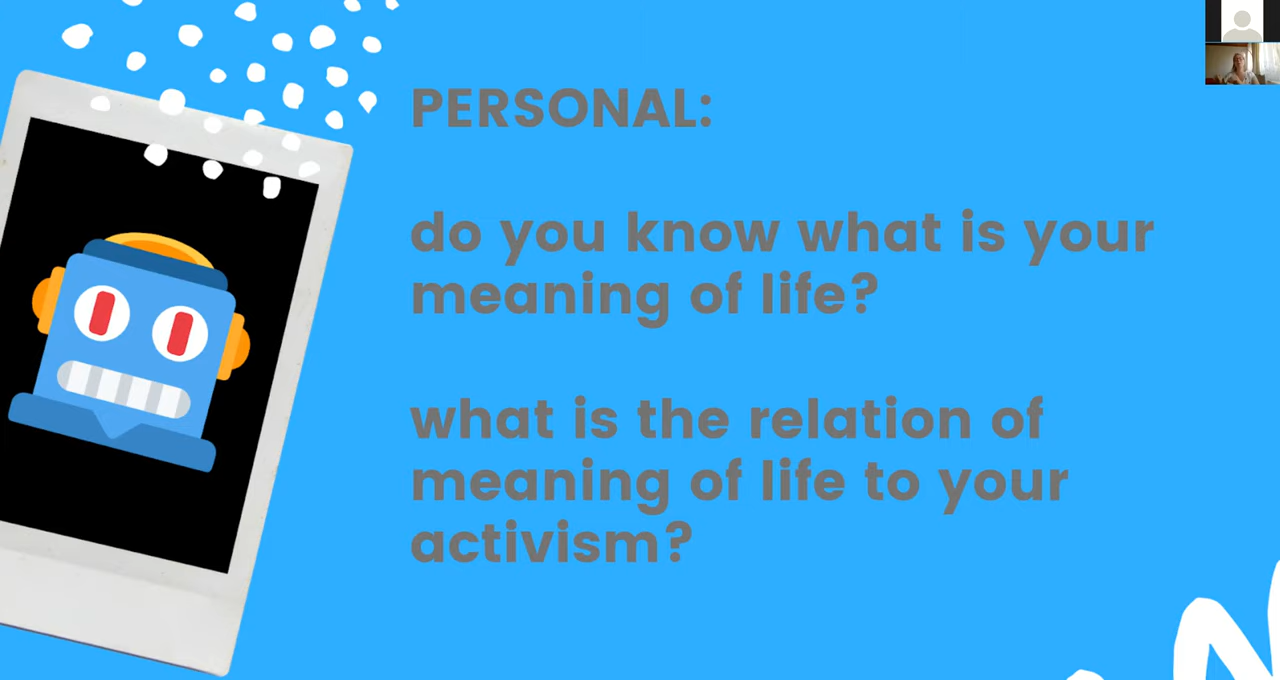 PERSONAL:
do you know what is your
meaning of life?
what is the relation of
meaning of life to your
activism?